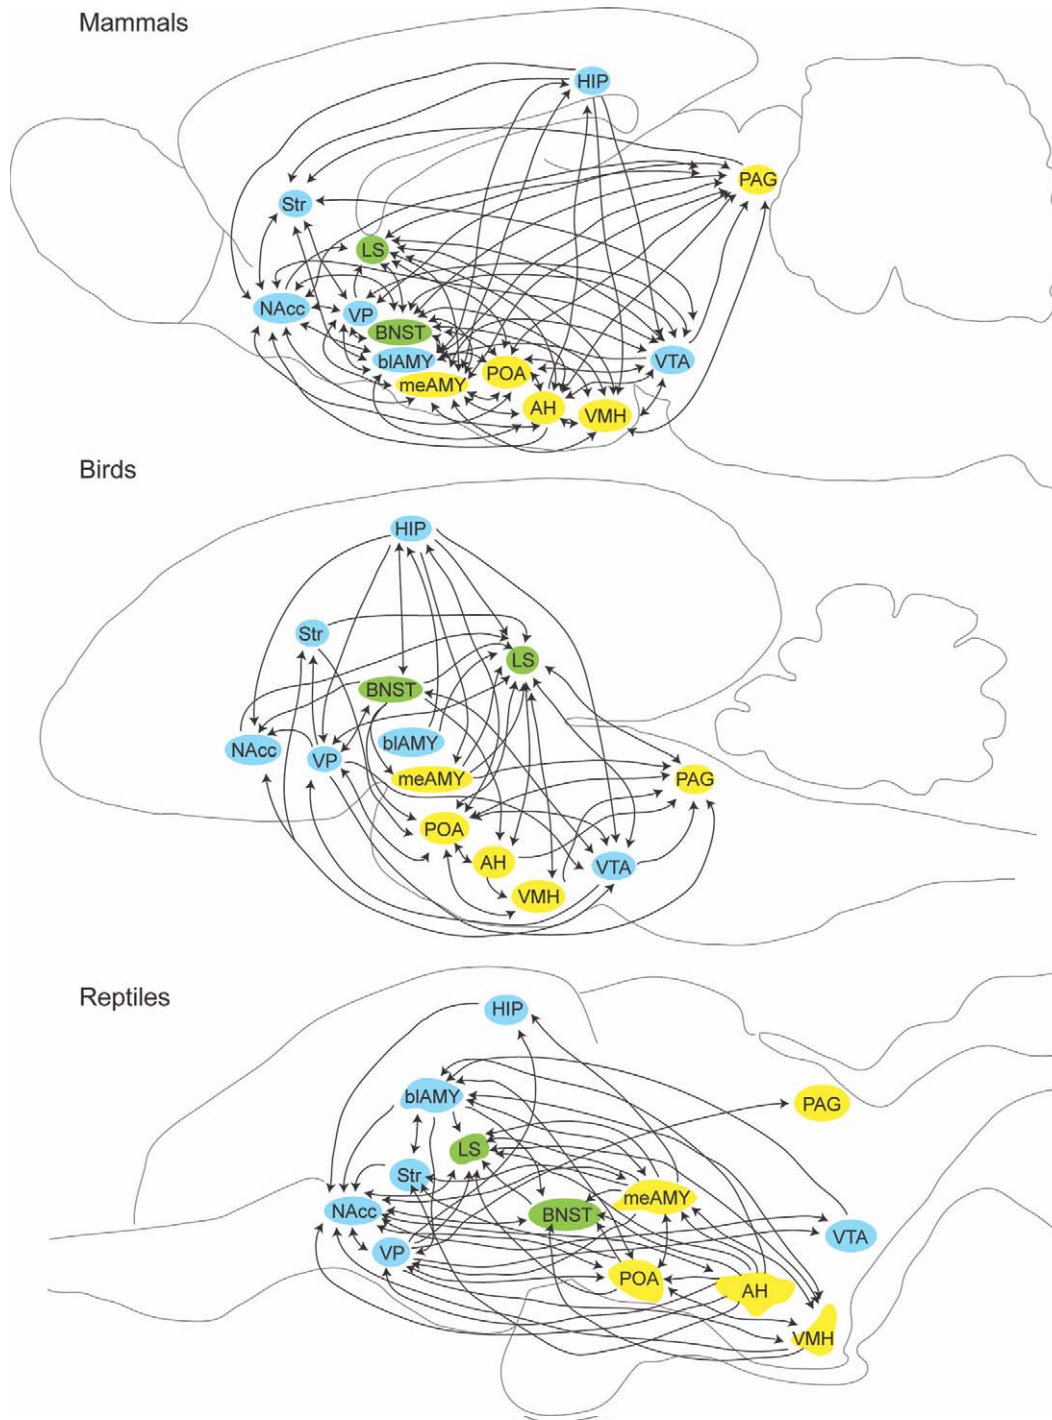 Mammals
HIP
PAG
Str
LS
NAcc
VP
BNST
blAMY
VTA
POA
meAMY
AH
VMH
Birds
HIP
Str
LS
BNST
blAMY
NAcc
VP
meAMY
PAG
POA
AH
VTA
VMH
Reptiles
HIP
blAMY
PAG
LS
Str
meAMY
NAcc
BNST
VTA
VP
POA
AH
VMH